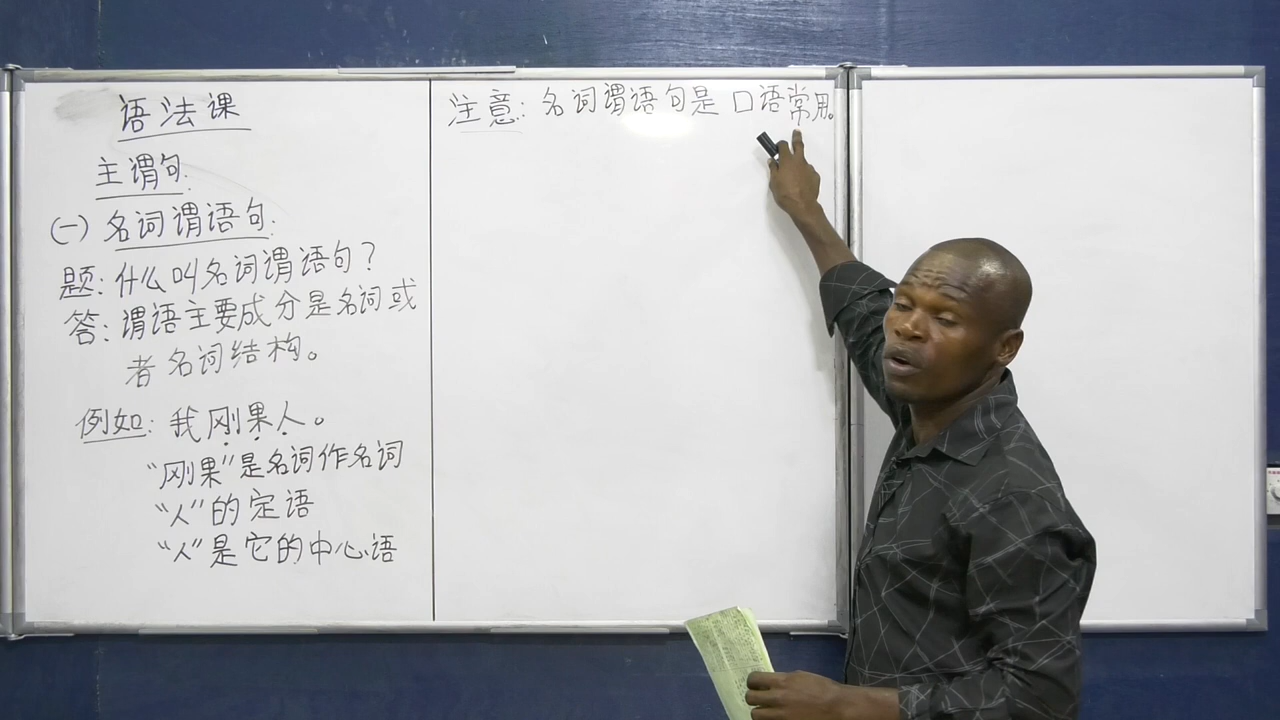 语法课
主谓句.
(一) 名词谓语句.
题: 什么叫名词谓语句?
答: 谓语主要成分是名词或
者名词结构。
例如: 我刚果人。
“刚果”是名词作名词
“人”的定语
“人”是它的中心语
注意: 名词谓语句是口语常用。